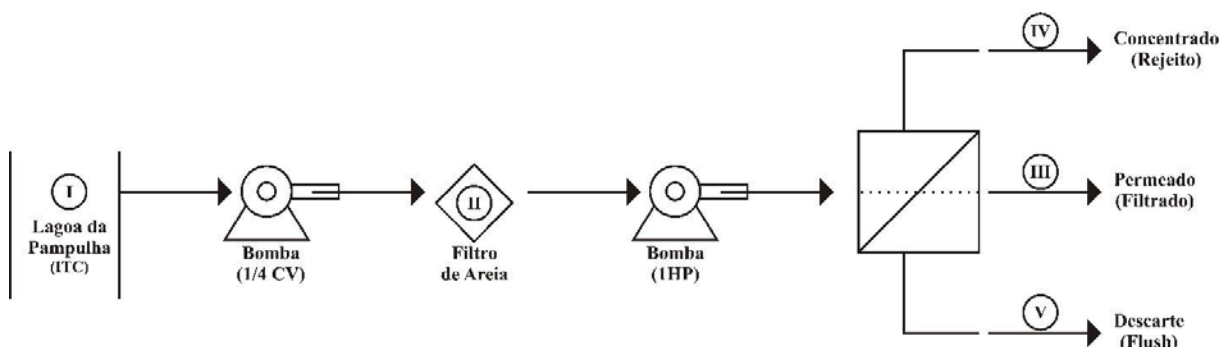 I
Lagoa da
Pampulha
(ITC)
Bomba
(1/4 CV)
II
Filtro
de Areia
Bomba
(1HP)
IV
Concentrado
(Rejeito)
III
Permeado
(Filtrado)
V
Descarte
(Flush)